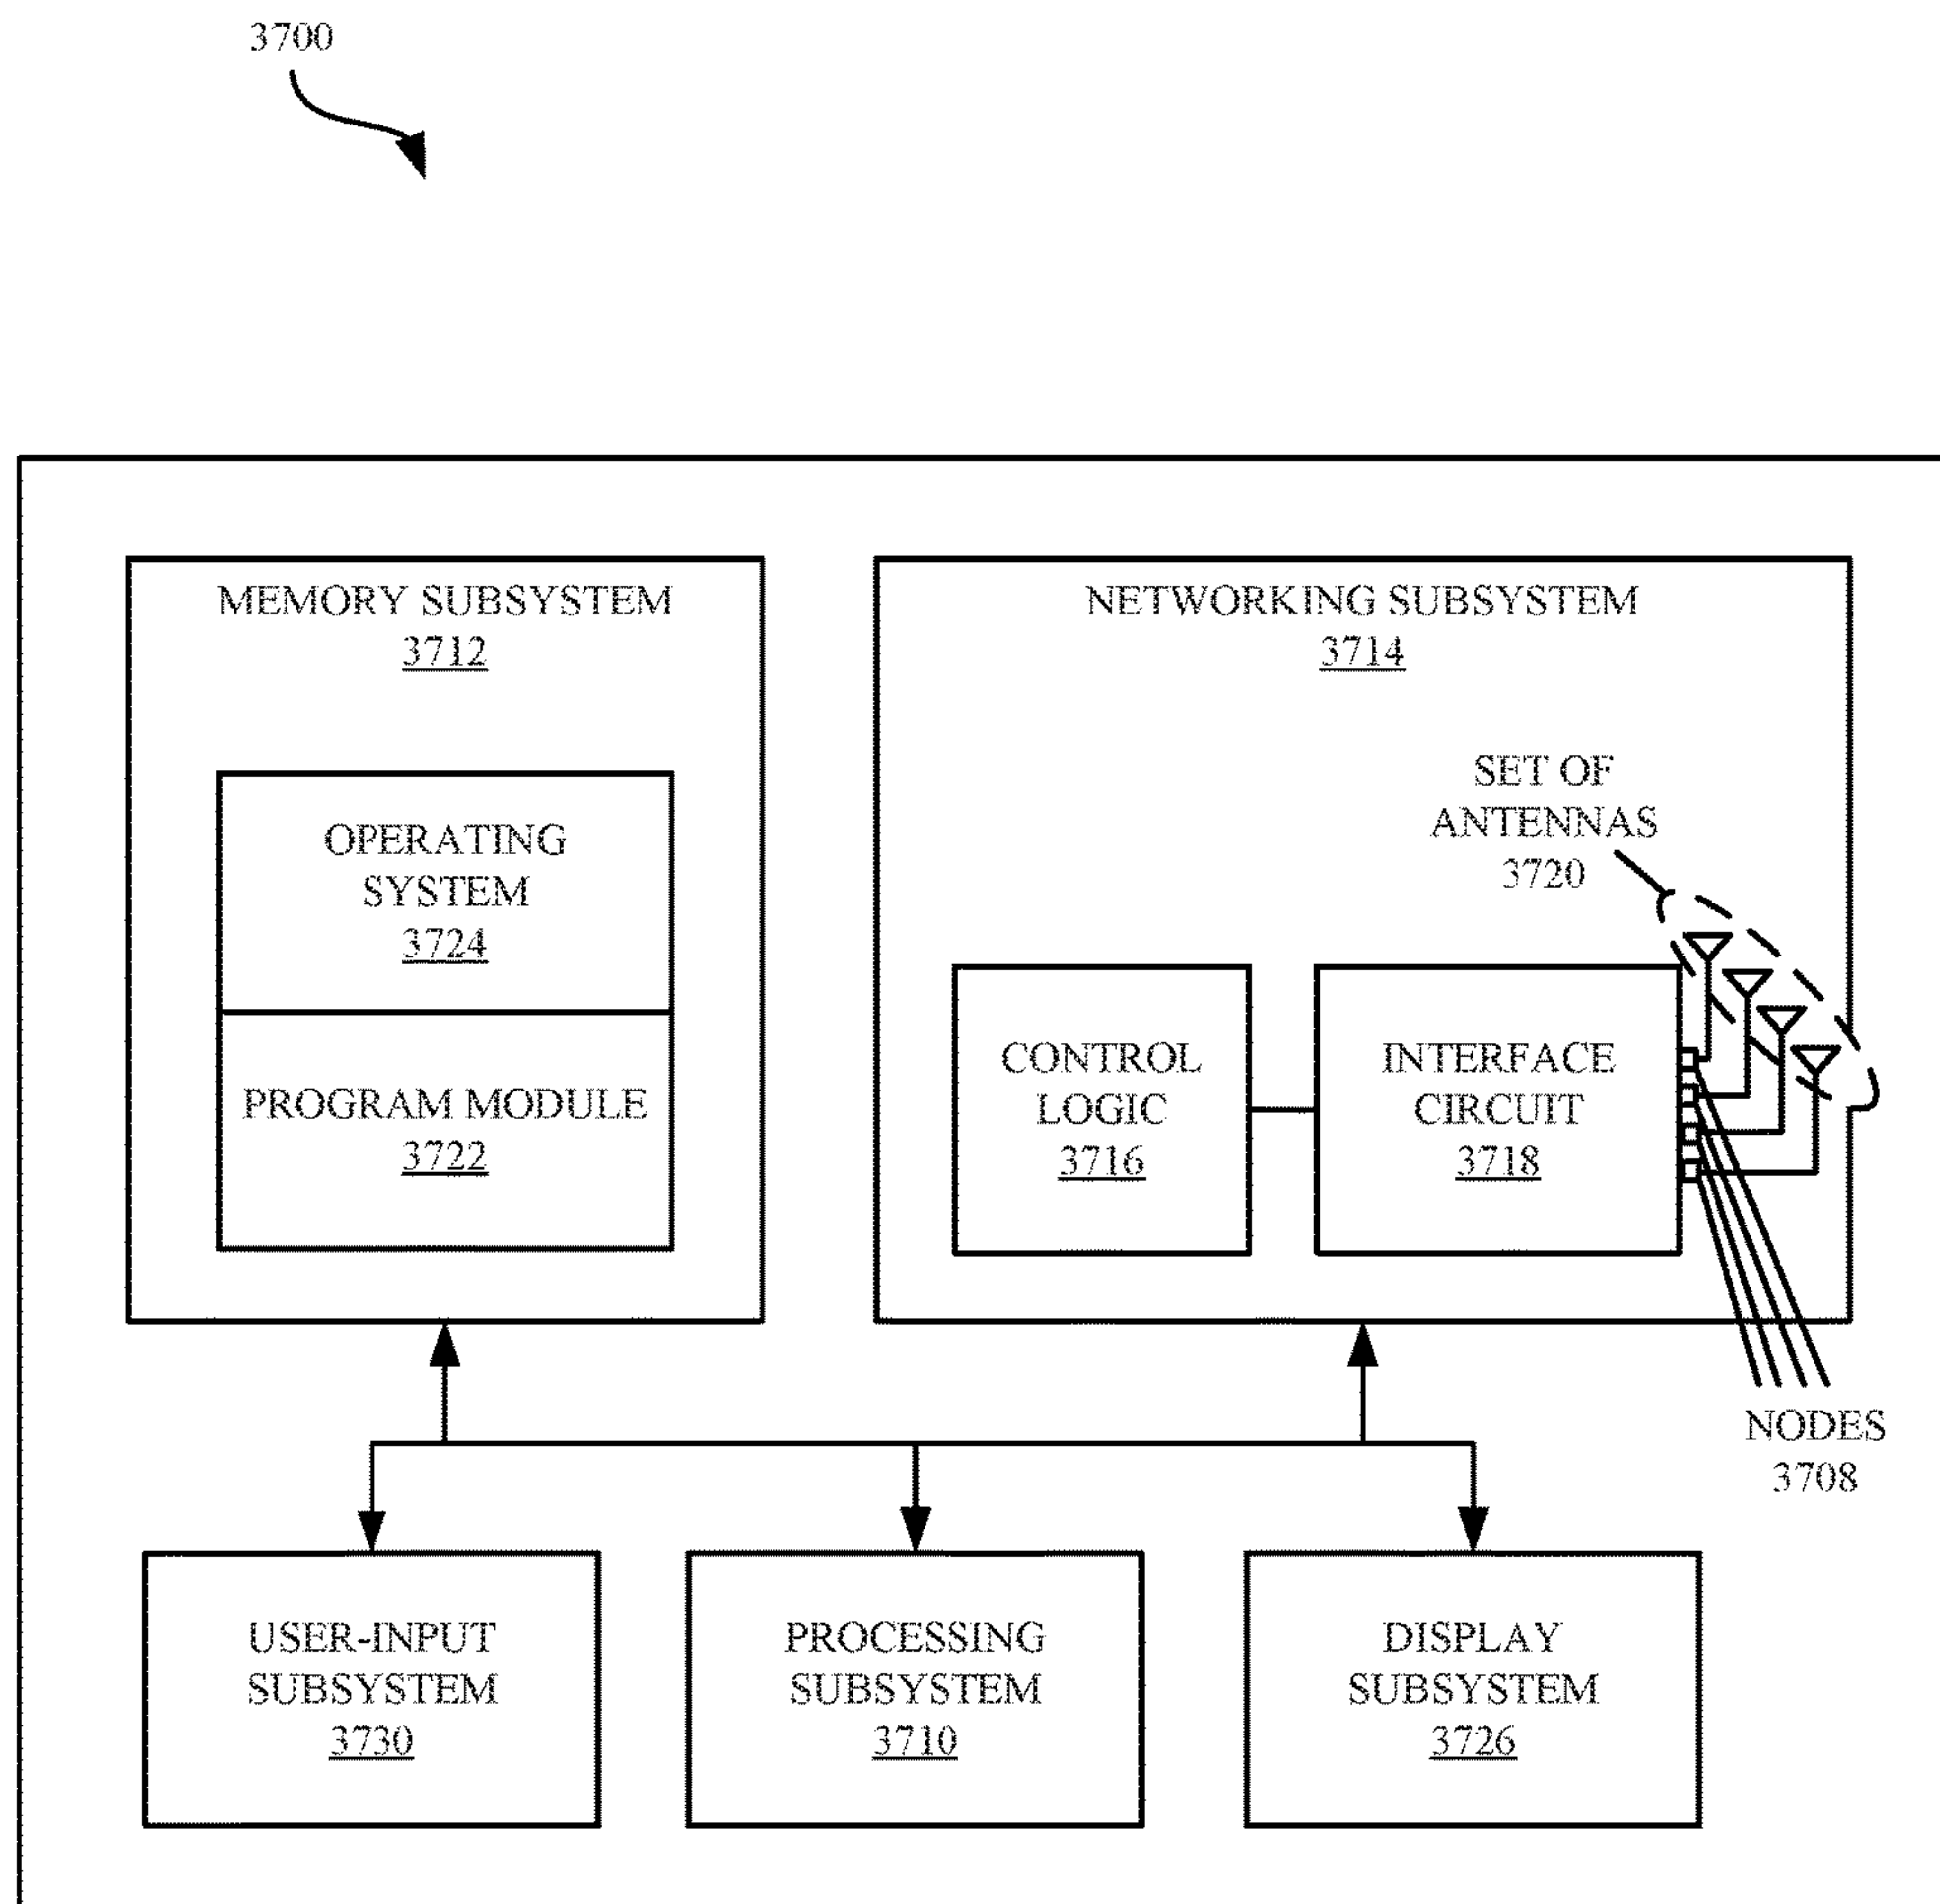 3700
MEMORY SUBSYSTEM
3712
NETWORKING SUBSYSTEM
3714
SET OF
ANTENNAS
3720
OPERATING
SYSTEM
3724
PROGRAM MODULE
3722
CONTROL
LOGIC
3716
INTERFACE
CIRCUIT
3718
NODES
3708
USER-INPUT
SUBSYSTEM
3730
PROCESSING
SUBSYSTEM
3710
DISPLAY
SUBSYSTEM
3726